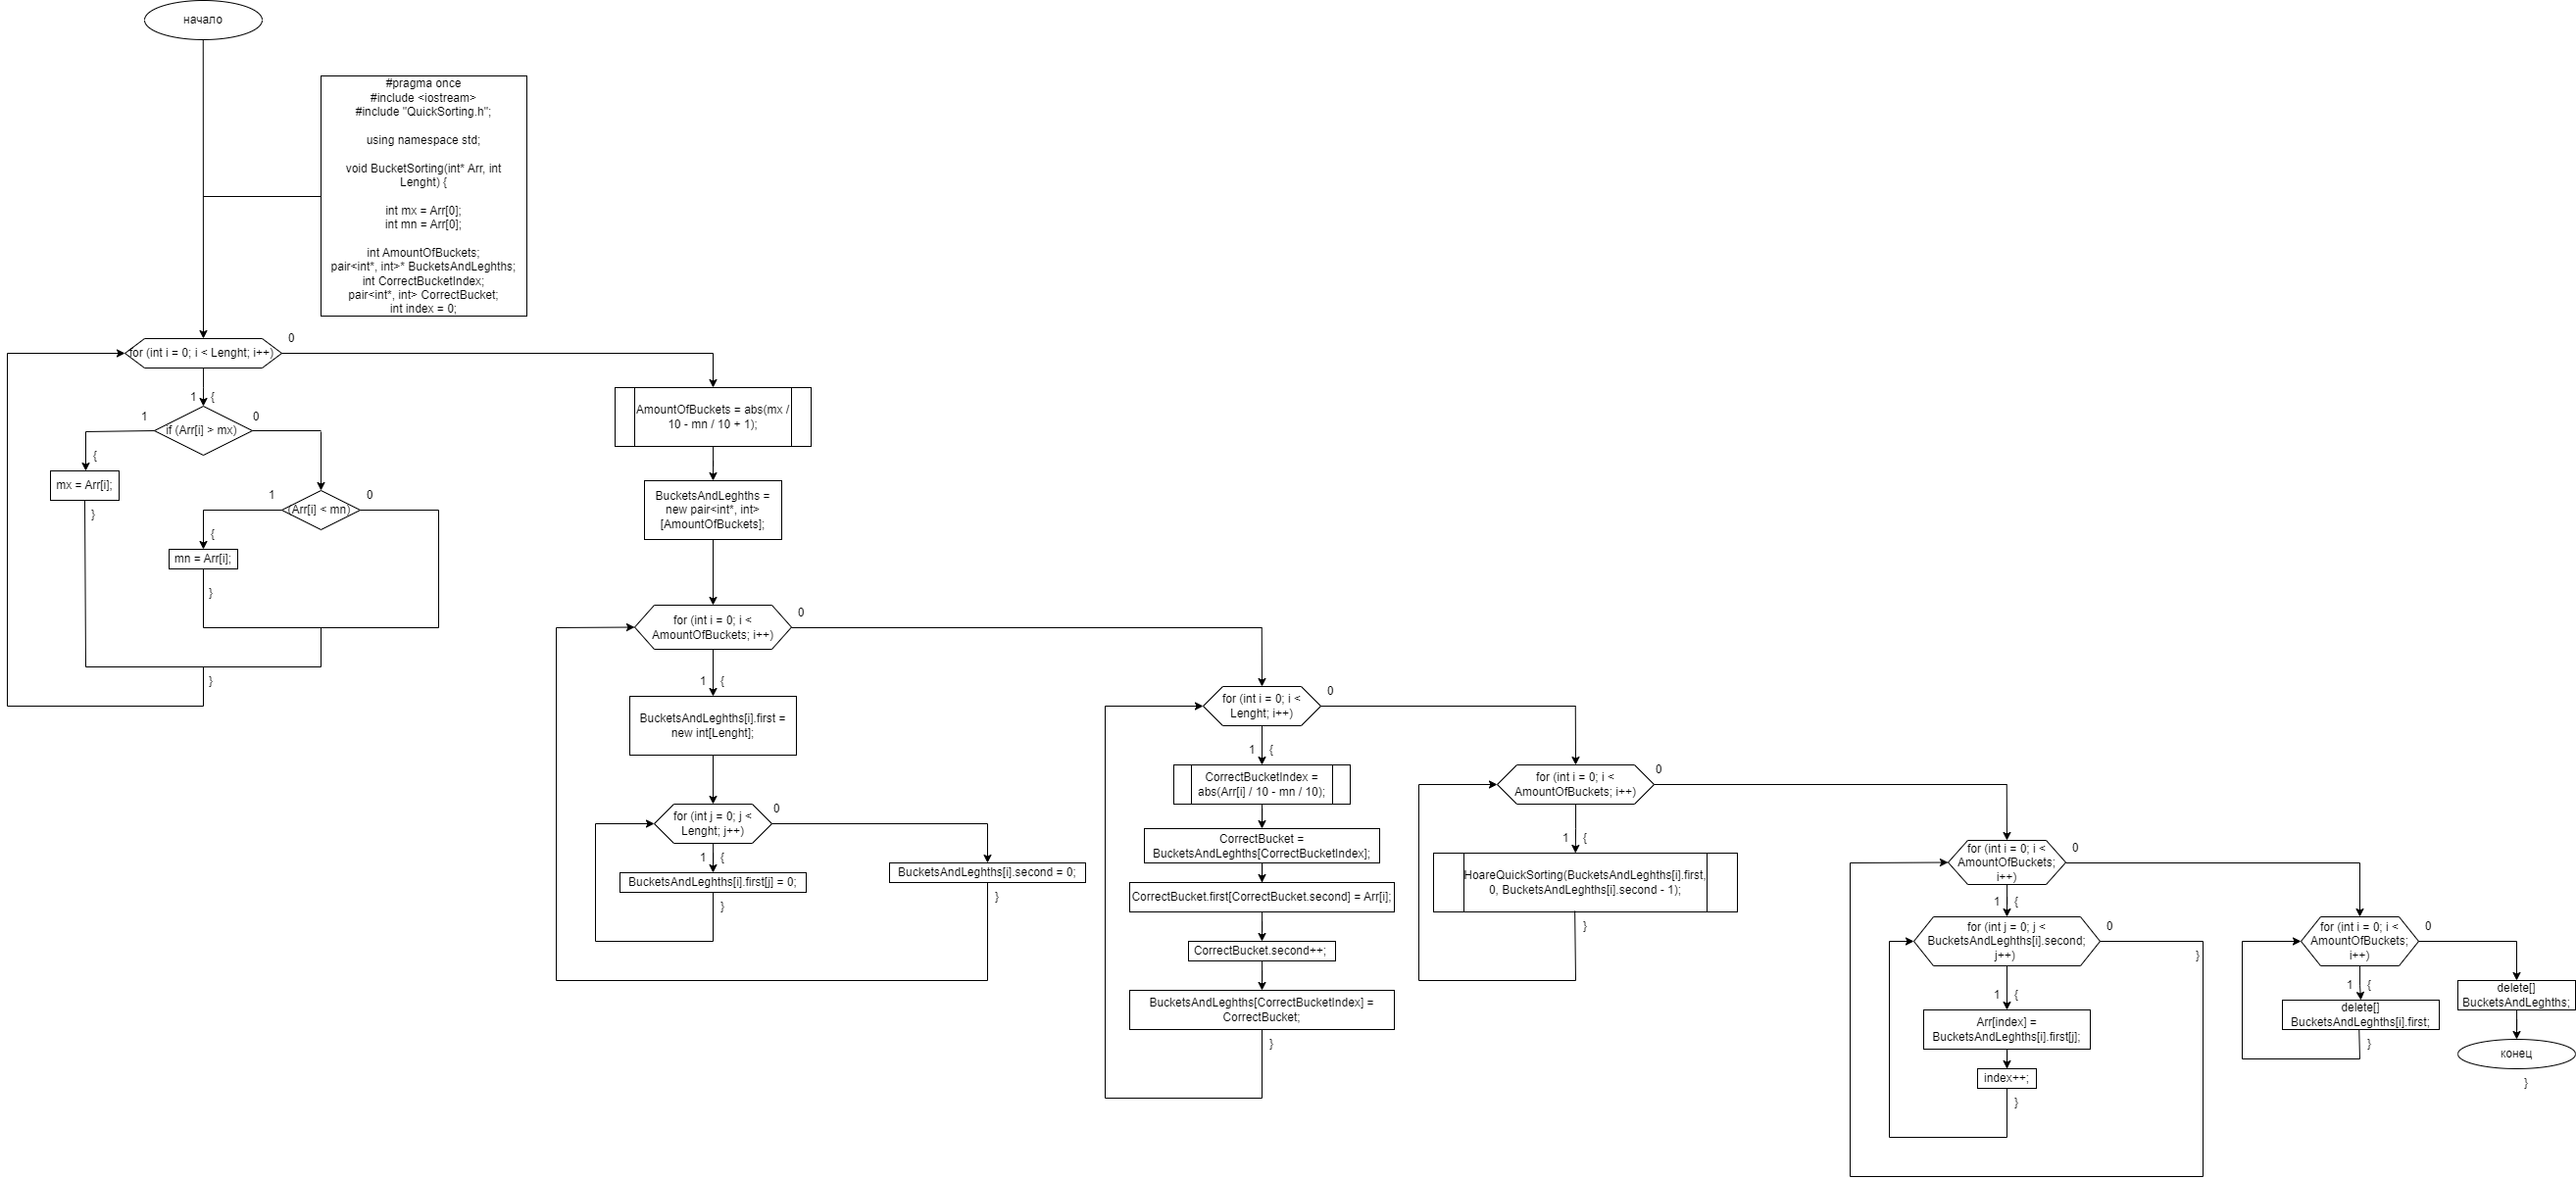 начало
#pragma once
#include <iostream>
#include "QuickSorting.h";
using namespace std;
void BucketSorting(int* Arr, int
Lenght) {
int mx = Arr[0];
int mn = Arr[0];
int AmountOfBuckets;
pair<int*, int>* BucketsAndLeghths;
int CorrectBucketIndex;
pair<int*, int> CorrectBucket;
int index = 0;
for (int i = 0; i < Lenght; i++)
0
1
{
if (Arr[i] > mx)
1
0
{
mx = Arr[i];
}
(Arr[i] < mn)
1
0
{
mn = Arr[i];
}
}
AmountOfBuckets = abs(mx /
10 - mn / 10 + 1);
BucketsAndLeghths =
new pair<int*, int>
[AmountOfBuckets];
for (int i = 0; i <
AmountOfBuckets; i++)
0
1
{
BucketsAndLeghths[i].first =
new int[Lenght];
for (int j = 0; j <
Lenght; j++)
0
1
{
BucketsAndLeghths[i].first[j] = 0;
}
BucketsAndLeghths[i].second = 0;
}
for (int i = 0; i <
Lenght; i++)
0
1
{
CorrectBucketIndex =
abs(Arr[i] / 10 - mn / 10);
CorrectBucket =
BucketsAndLeghths[CorrectBucketIndex];
CorrectBucket.first[CorrectBucket.second] = Arr[i];
CorrectBucket.second++;
BucketsAndLeghths[CorrectBucketIndex] =
CorrectBucket;
}
for (int i = 0; i <
AmountOfBuckets; i++)
0
1
{
HoareQuickSorting(BucketsAndLeghths[i].first,
0, BucketsAndLeghths[i].second - 1);
}
for (int i = 0; i <
AmountOfBuckets;
i++)
0
1
{
for (int j = 0; j <
BucketsAndLeghths[i].second;
j++)
0
}
1
{
Arr[index] =
BucketsAndLeghths[i].first[j];
index++;
}
for (int i = 0; i <
AmountOfBuckets;
i++)
0
1
{
delete[]
BucketsAndLeghths[i].first;
}
delete[]
BucketsAndLeghths;
конец
}